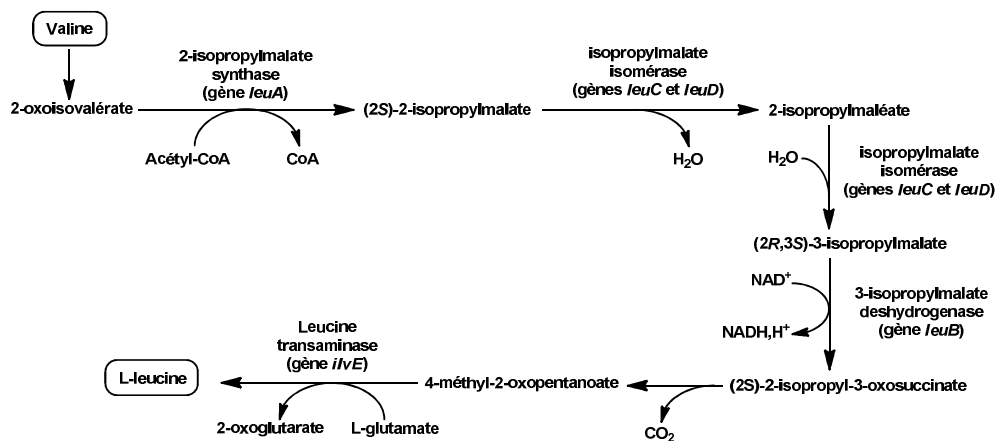 Valine
2-isopropylmalate
synthase
(gène leuA)
isopropylmalate
isomérase
(gènes leuC et leuD)
2-oxoisovalérate
(2S)-2-isopropylmalate
2-isopropylmaléate
Acétyl-CoA
CoA
H₂O
H₂O
isopropylmalate
isomérase
(gènes leuC et leuD)
(2R,3S)-3-isopropylmalate
NAD⁺
NADH,H⁺
3-isopropylmalate
deshydrogenase
(gène leuB)
Leucine
transaminase
(gène ilvE)
L-leucine
4-méthyl-2-oxopentanoate
(2S)-2-isopropyl-3-oxosuccinate
2-oxoglutarate
L-glutamate
CO₂